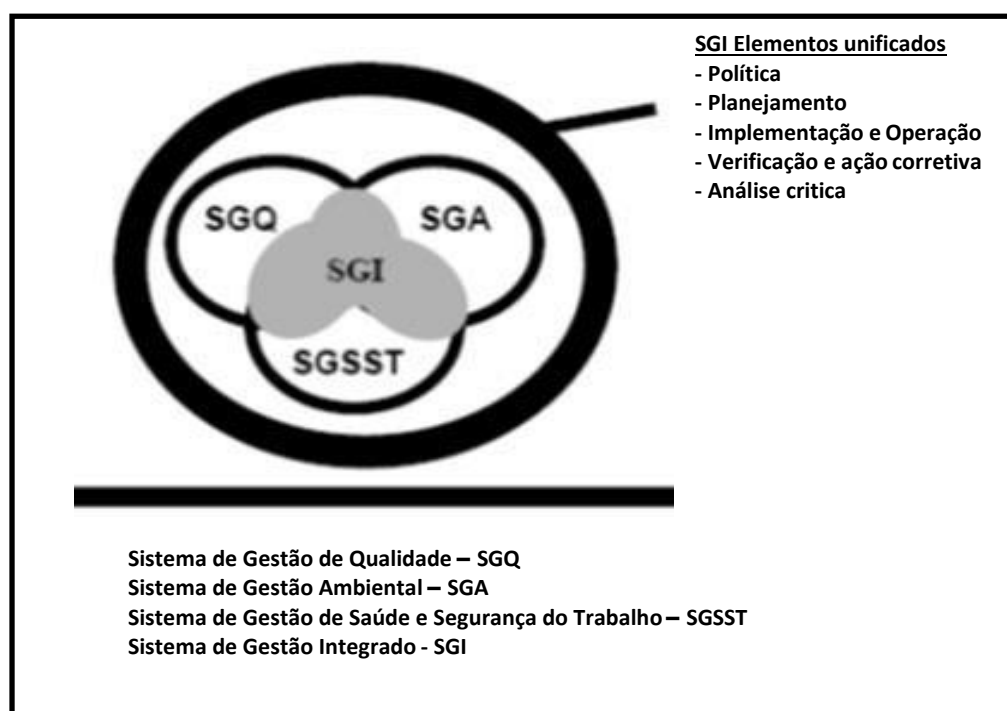 SGI Elementos unificados
- Política
- Planejamento
- Implementação e Operação
- Verificação e ação corretiva
- Análise critica
SGQ
SGA
SGI
SGSST
Sistema de Gestão de Qualidade – SGQ
Sistema de Gestão Ambiental – SGA
Sistema de Gestão de Saúde e Segurança do Trabalho – SGSST
Sistema de Gestão Integrado - SGI